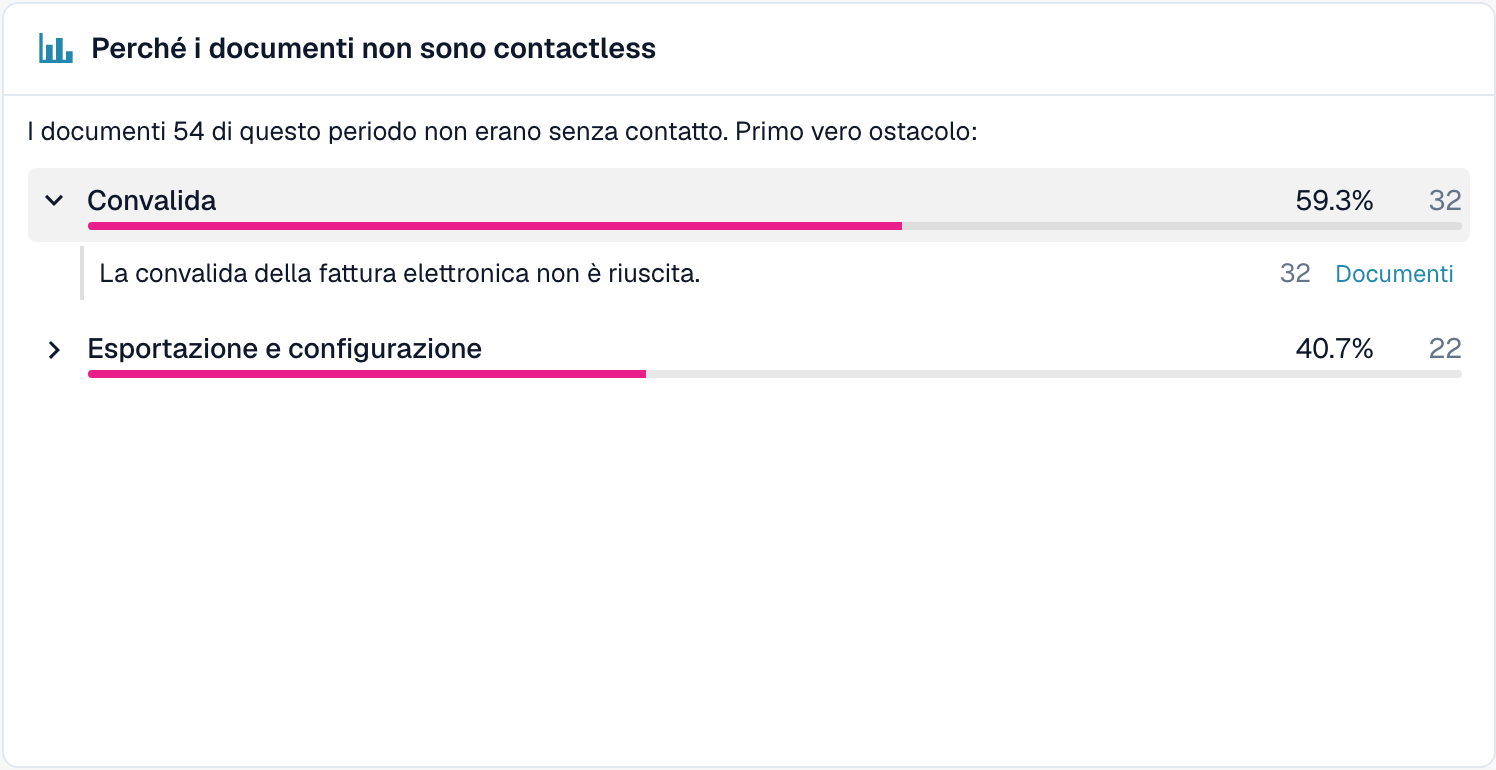 Perché i documenti non sono contactless
I documenti 54 di questo periodo non erano senza contatto. Primo vero ostacolo:
Convalida 59.3% 32
La convalida della fattura elettronica non è riuscita. 32 Documenti
Esportazione e configurazione 40.7% 22